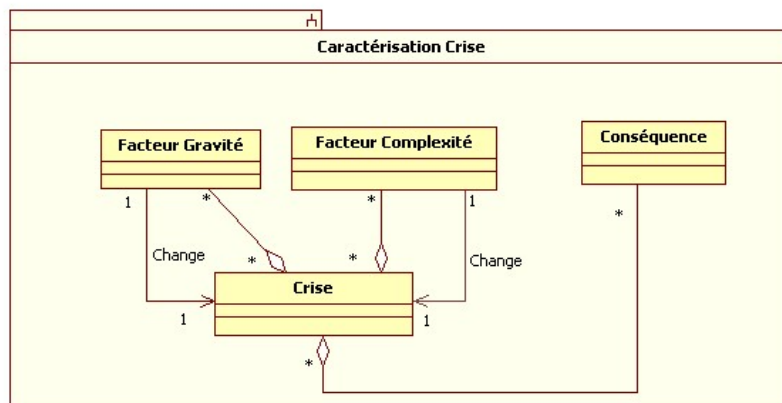 Caractérisation Crise
Facteur Gravité
Facteur Complexité
Conséquence
1
*
*
1
*
Change
*
*
Change
Crise
1
1
*